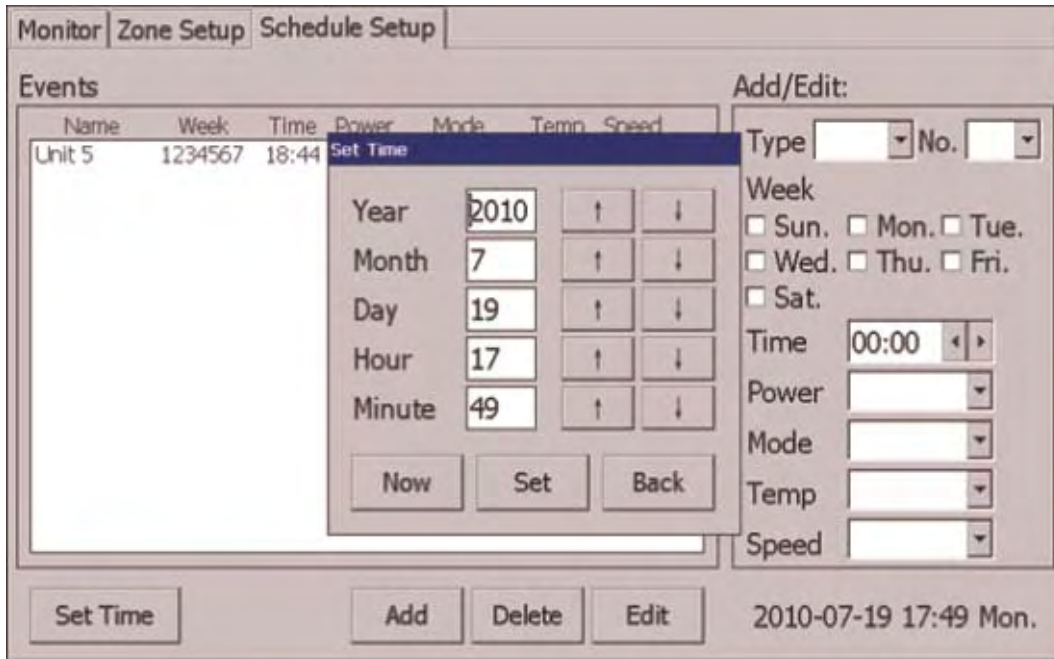 Monitor Zone Setup Schedule Setup
Events
Name Week Time Power Mode Temp Speed
Unit 5 1234567 18:44
Set Time
Year 2010 ↑ ↓
Month 7 ↑ ↓
Day 19 ↑ ↓
Hour 17 ↑ ↓
Minute 49 ↑ ↓
Now Set Back
Add/Edit:
Type No.
Week
Sun. Mon. Tue.
Wed. Thu. Fri.
Sat.
Time 00:00
Power
Mode
Temp
Speed
Set Time Add Delete Edit 2010-07-19 17:49 Mon.